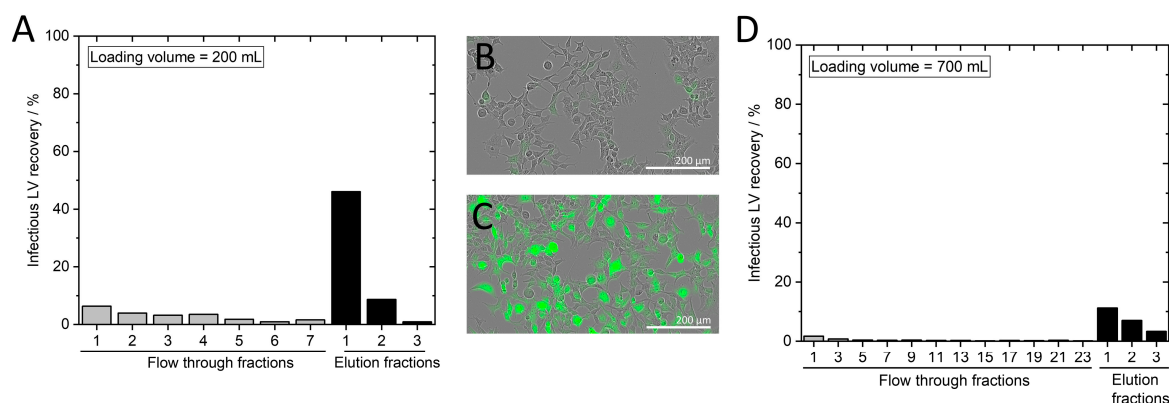 A
Loading volume = 200 mL
Infectious LV recovery / %
100
80
60
40
20
0
1 2 3 4 5 6 7 1 2 3
Flow through fractions Elution fractions
B
200 µm
C
200 µm
D
Loading volume = 700 mL
Infectious LV recovery / %
100
80
60
40
20
0
1 3 5 7 9 11 13 15 17 19 21 23 1 2 3
Flow through fractions Elution
fractions